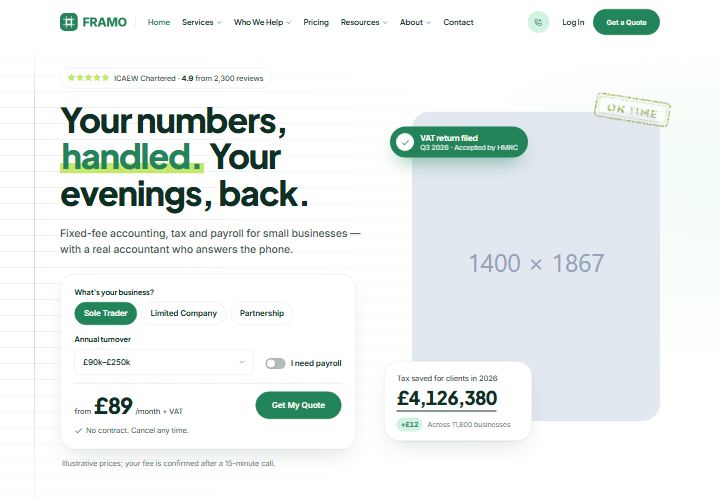 FRAMO
Home Services Who We Help Pricing Resources About Contact
Log In Get a Quote
ICAEW Chartered · 4.9 from 2,300 reviews
Your numbers,
handled. Your
evenings, back.
Fixed-fee accounting, tax and payroll for small businesses —
with a real accountant who answers the phone.
What's your business?
Sole Trader Limited Company Partnership
Annual turnover
£90k–£250k
I need payroll
from £89 /month + VAT
Get My Quote
No contract. Cancel any time.
Illustrative prices; your fee is confirmed after a 15-minute call.
ON TIME
VAT return filed
Q3 2026 · Accepted by HMRC
1400 × 1867
Tax saved for clients in 2026
£4,126,380
+£12 Across 11,800 businesses